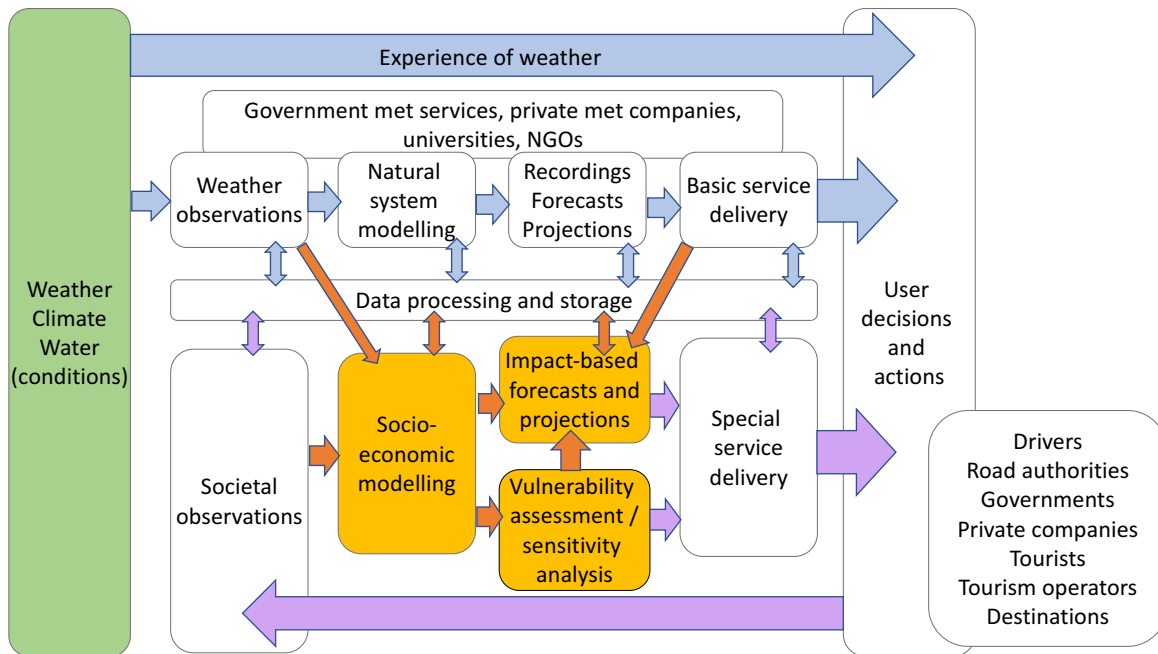 Experience of weather
Government met services, private met companies,
universities, NGOs
Weather
observations
Natural
system
modelling
Recordings
Forecasts
Projections
Basic service
delivery
Data processing and storage
Weather
Climate
Water
(conditions)
User
decisions
and
actions
Societal
observations
Socio-
economic
modelling
Impact-based
forecasts and
projections
Vulnerability
assessment /
sensitivity
analysis
Special
service
delivery
Drivers
Road authorities
Governments
Private companies
Tourists
Tourism operators
Destinations